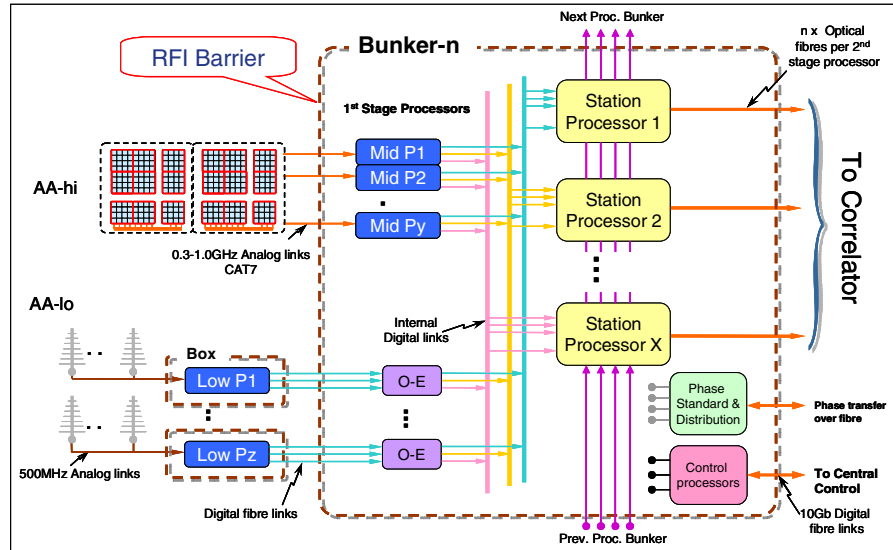 Next Proc. Bunker
n x Optical
fibres per 2nd
stage processor
RFI Barrier
Bunker-n
1st Stage Processors
Station
Processor 1
Mid P1
Mid P2
AA-hi
Station
Processor 2
Mid Py
To Correlator
0.3-1.0GHz Analog links
CAT7
AA-lo
Internal
Digital links
Station
Processor X
Box
Low P1
O-E
Phase
Standard &
Distribution
Phase transfer
over fibre
Low Pz
O-E
Control
processors
To Central
Control
500MHz Analog links
Digital fibre links
10Gb Digital
fibre links
Prev. Proc. Bunker